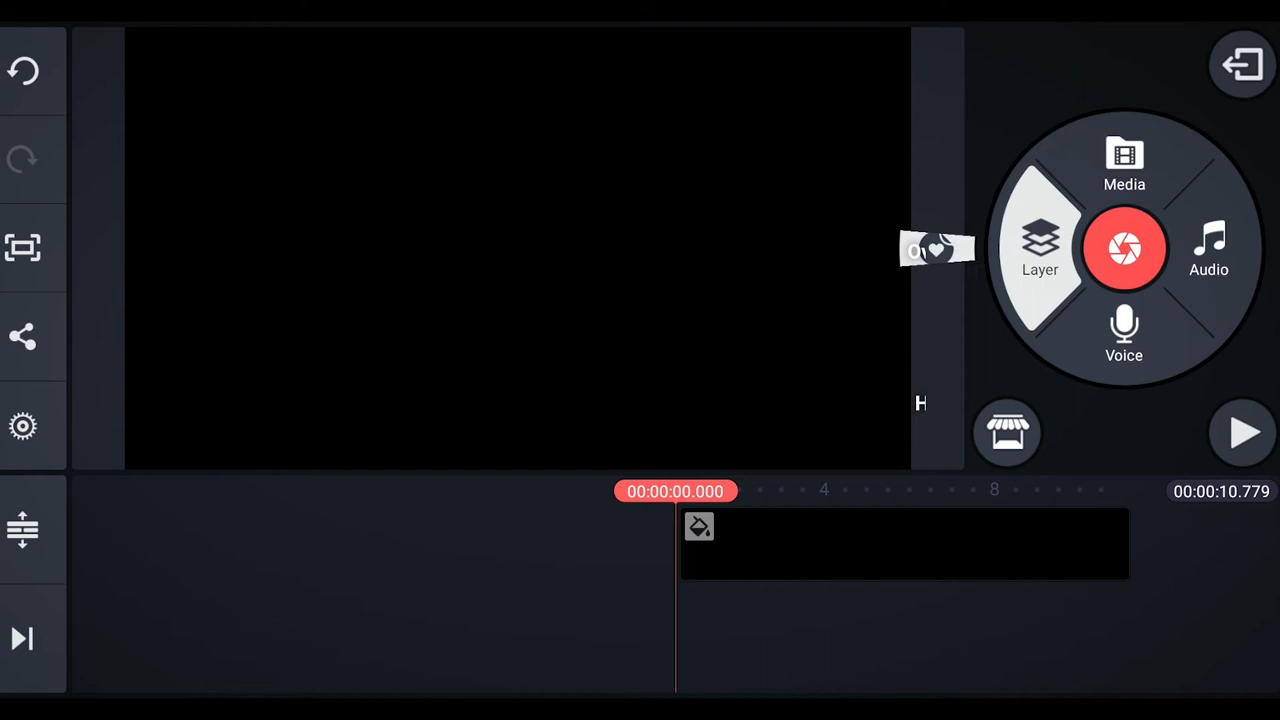 Media
Layer
Audio
Voice
H
00:00:00.000
4
8
00:00:10.779